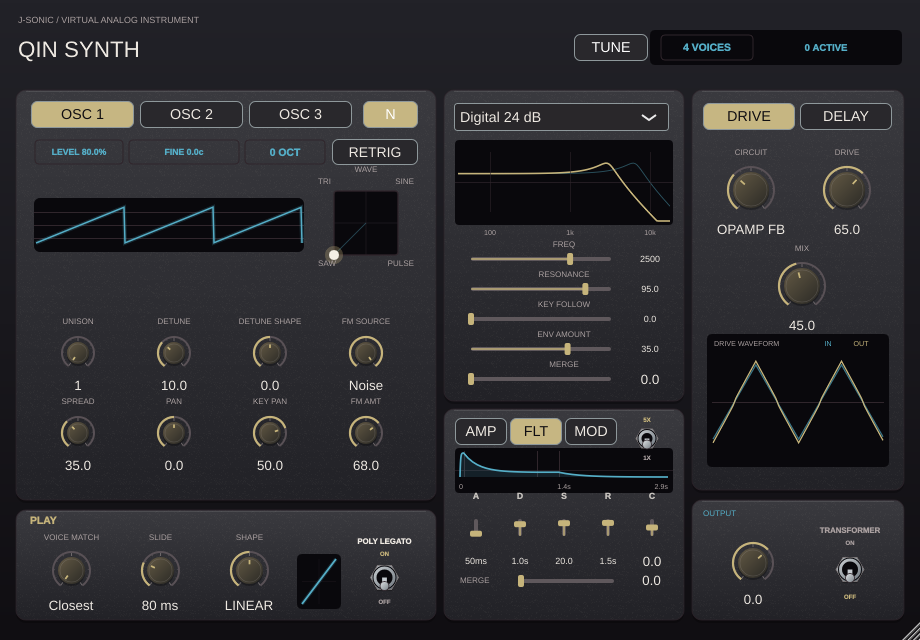 J-SONIC / VIRTUAL ANALOG INSTRUMENT
QIN SYNTH
TUNE
4 VOICES
0 ACTIVE
OSC 1
OSC 2
OSC 3
N
LEVEL 80.0%
FINE 0.0c
0 OCT
RETRIG
WAVE
TRI
SINE
SAW
PULSE
UNISON
DETUNE
DETUNE SHAPE
FM SOURCE
1
10.0
0.0
Noise
SPREAD
PAN
KEY PAN
FM AMT
35.0
0.0
50.0
68.0
PLAY
VOICE MATCH
SLIDE
SHAPE
POLY LEGATO
ON
OFF
Closest
80 ms
LINEAR
Digital 24 dB
100
1k
10k
FREQ
2500
RESONANCE
95.0
KEY FOLLOW
0.0
ENV AMOUNT
35.0
MERGE
0.0
AMP
FLT
MOD
5X
1X
0
1.4s
2.9s
A
D
S
R
C
50ms
1.0s
20.0
1.5s
0.0
MERGE
0.0
DRIVE
DELAY
CIRCUIT
DRIVE
OPAMP FB
65.0
MIX
45.0
DRIVE WAVEFORM
IN
OUT
OUTPUT
TRANSFORMER
ON
OFF
0.0